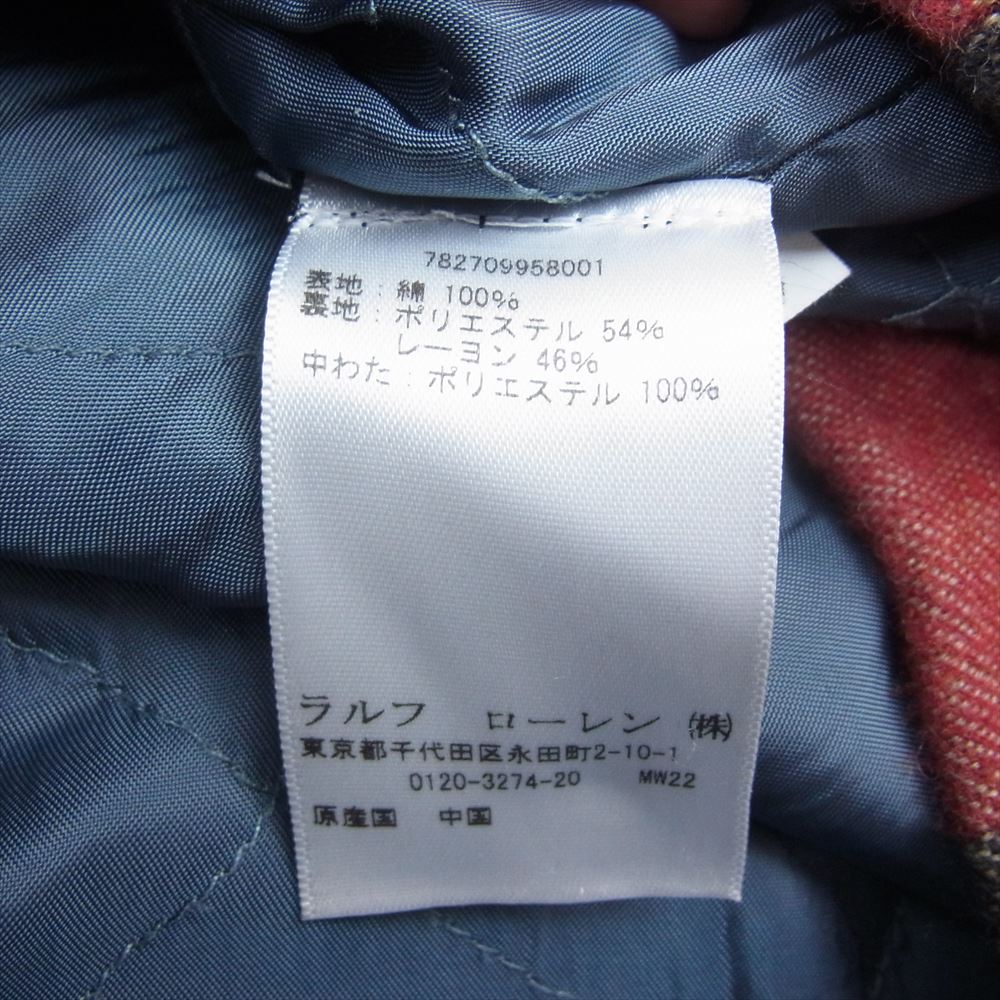 782709958001
表地：綿 100%
裏地：ポリエステル 54%
レーヨン 46%
中わた：ポリエステル 100%
ラルフ ローレン ㈱
東京都千代田区永田町2-10-1
0120-3274-20 MW22
原産国 中国